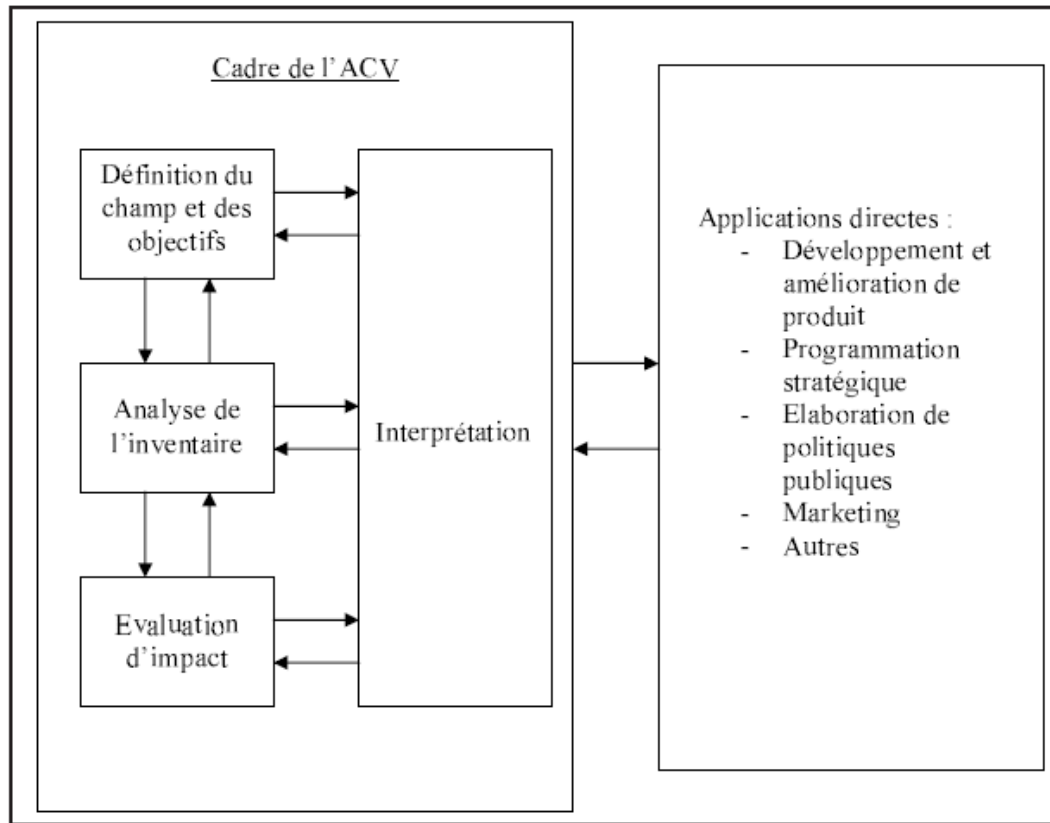 Cadre de l'ACV
Définition du
champ et des
objectifs
Analyse de
l'inventaire
Evaluation
d'impact
Interprétation
Applications directes :
- Développement et
amélioration de
produit
- Programmation
stratégique
- Elaboration de
politiques
publiques
- Marketing
- Autres